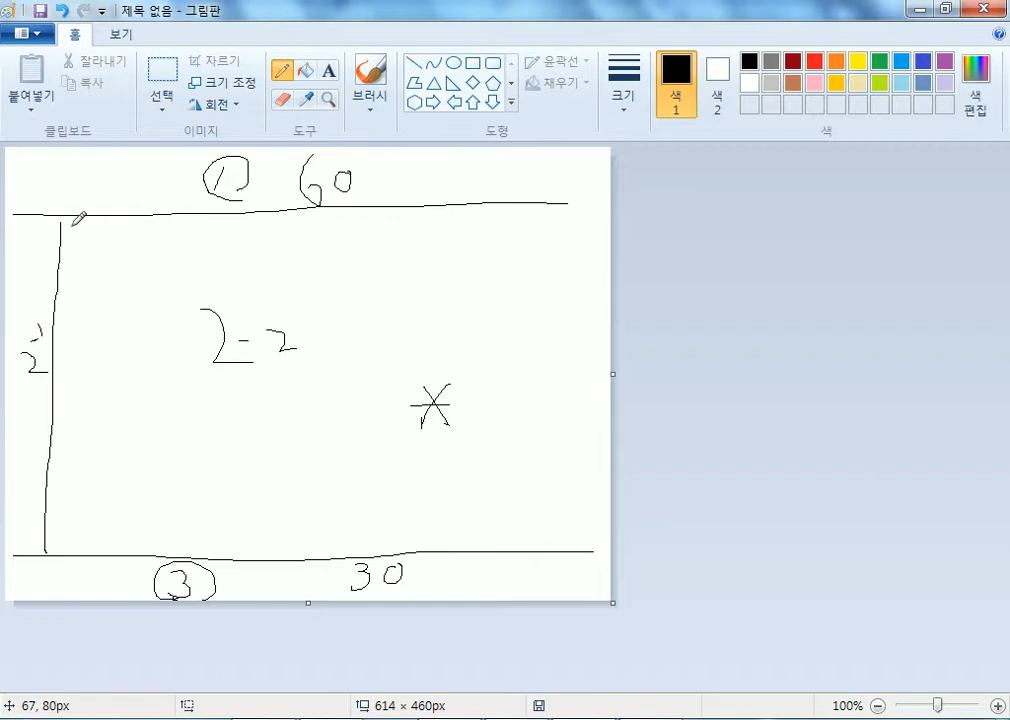 제목 없음 - 그림판
홈 보기
붙여넣기
잘라내기
복사
클립보드
선택
자르기
크기 조정
회전
이미지
A
도구
브러시
윤곽선
채우기
도형
크기
색
1
색
2
색
편집
색
① 60
2-1
2-2
③ 30
67, 80px
614 × 460px
100%